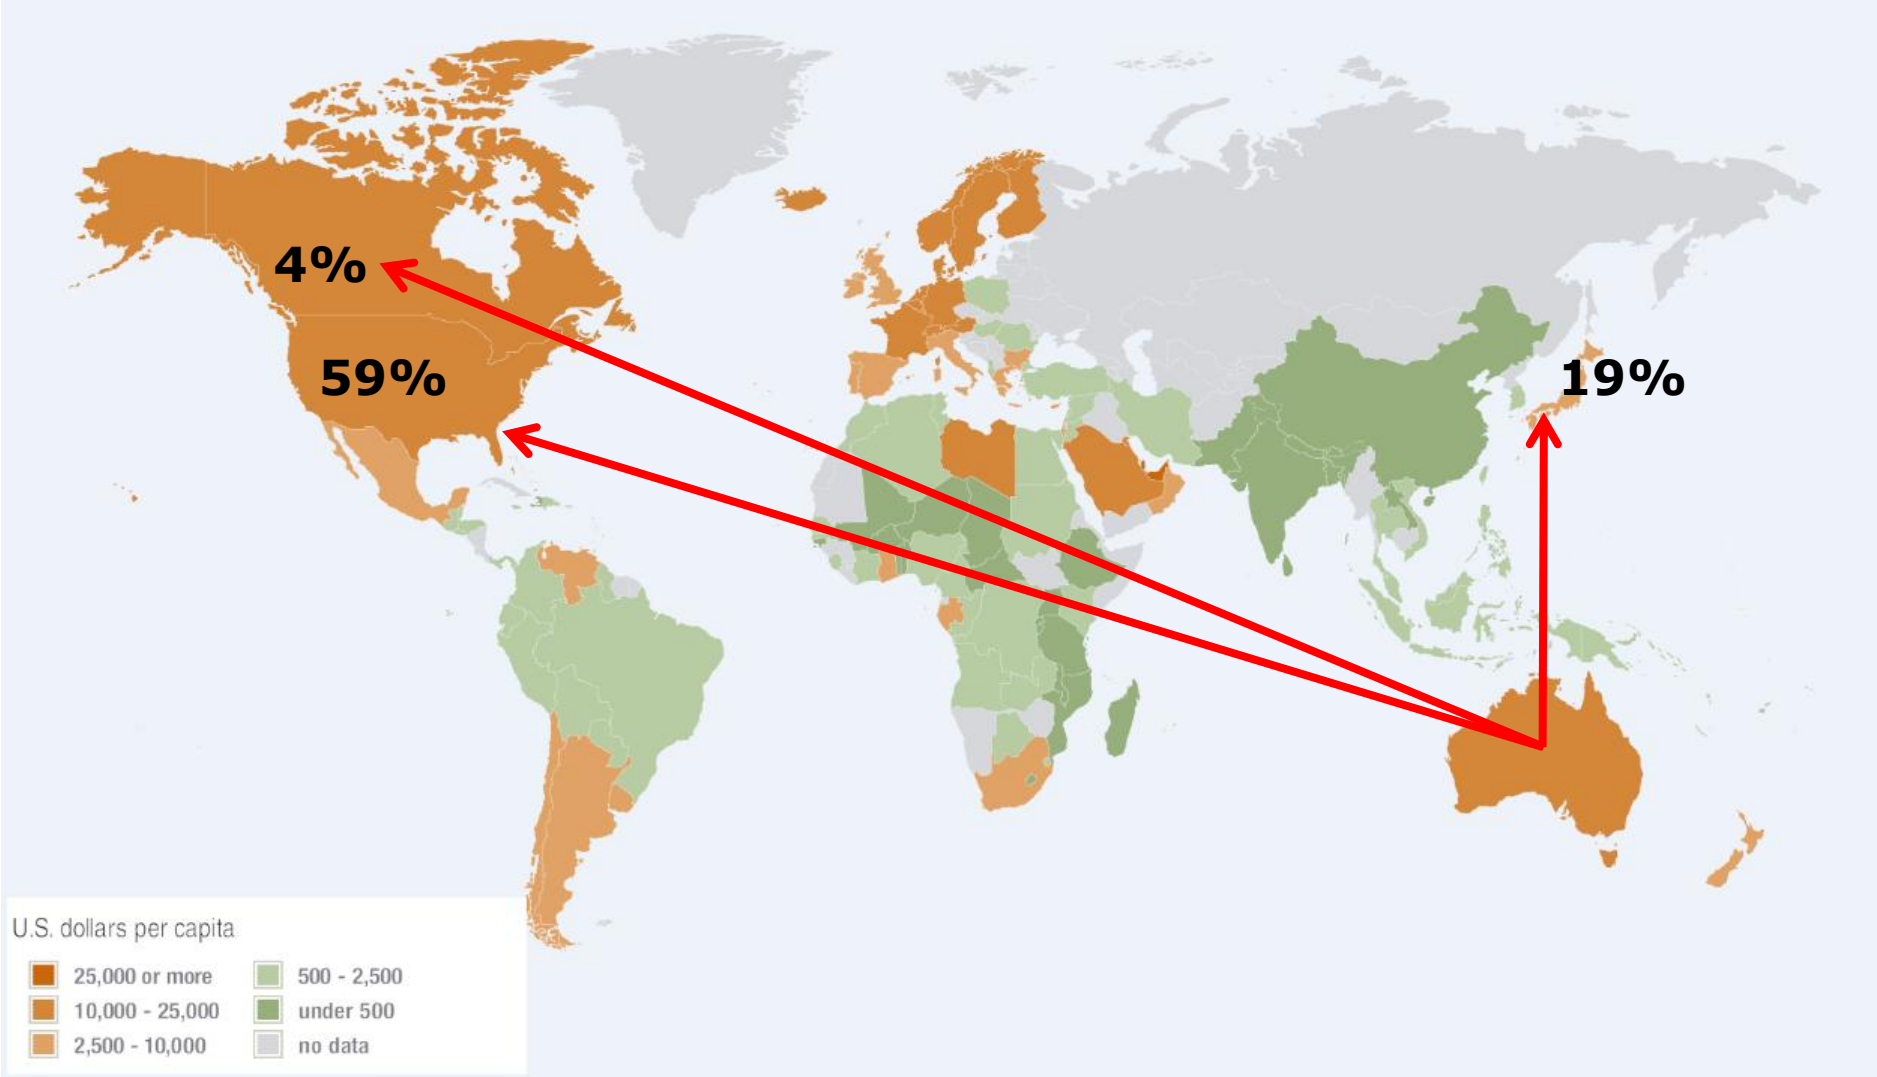 4%
59%
19%
U.S. dollars per capita
25,000 or more
10,000 - 25,000
2,500 - 10,000
500 - 2,500
under 500
no data